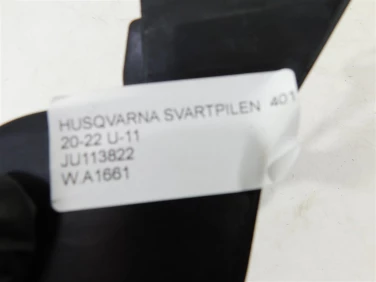 HUSQVARNA SVARTPILEN 401
20-22 U-11
JU113822
W.A1661